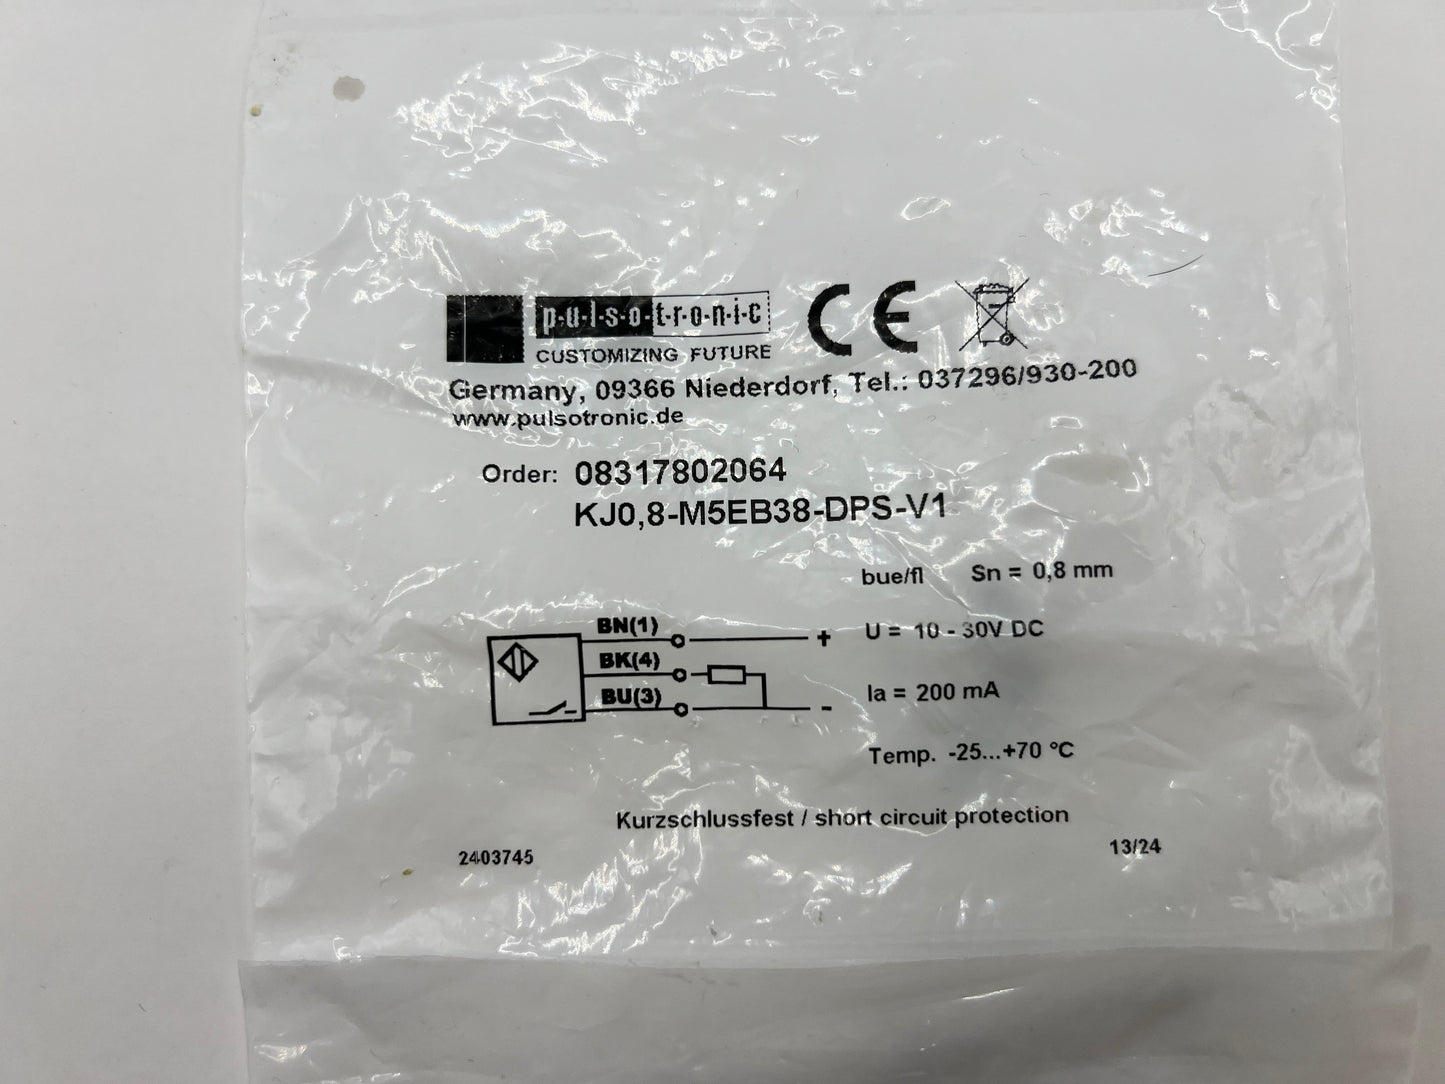 p·u·l·s·o·t·r·o·n·i·c
CUSTOMIZING FUTURE
CE
Germany, 09366 Niederdorf, Tel.: 037296/930-200
www.pulsotronic.de
Order: 08317802064
KJ0,8-M5EB38-DPS-V1
bue/fl Sn = 0,8 mm
BN(1) + U = 10 - 30V DC
BK(4)
BU(3) - Ia = 200 mA
Temp. -25...+70 °C
Kurzschlussfest / short circuit protection
2403745 13/24